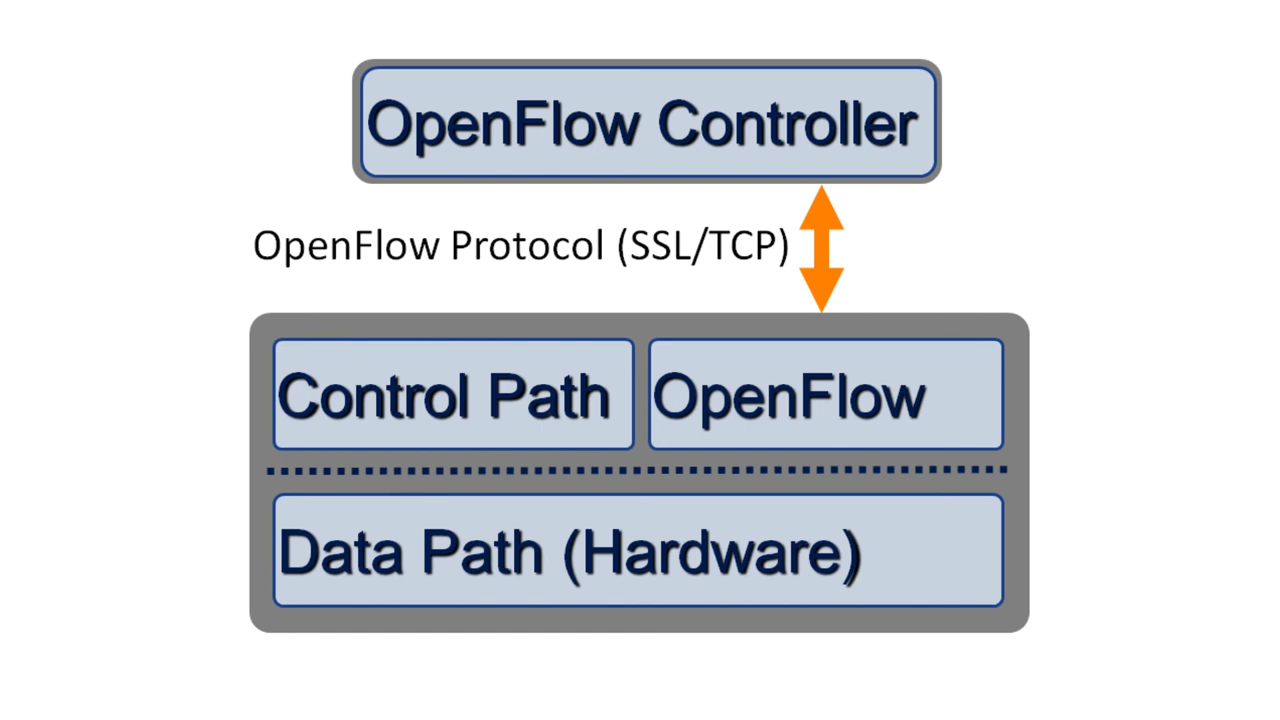 OpenFlow Controller
OpenFlow Protocol (SSL/TCP)
Control Path
OpenFlow
Data Path (Hardware)